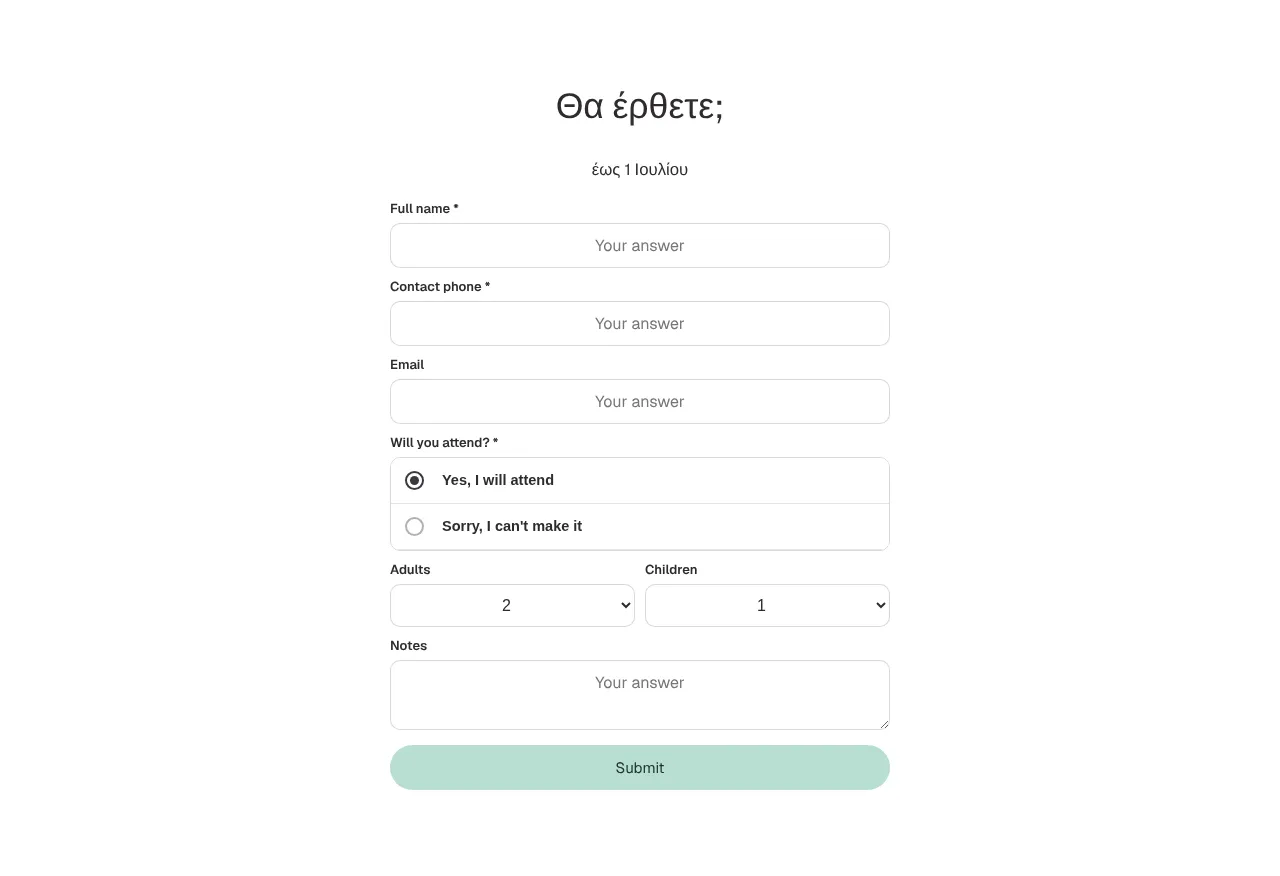 Θα έρθετε;
έως 1 Ιουλίου
Full name *
Your answer
Contact phone *
Your answer
Email
Your answer
Will you attend? *
Yes, I will attend
Sorry, I can't make it
Adults Children
2 1
Notes
Your answer
Submit